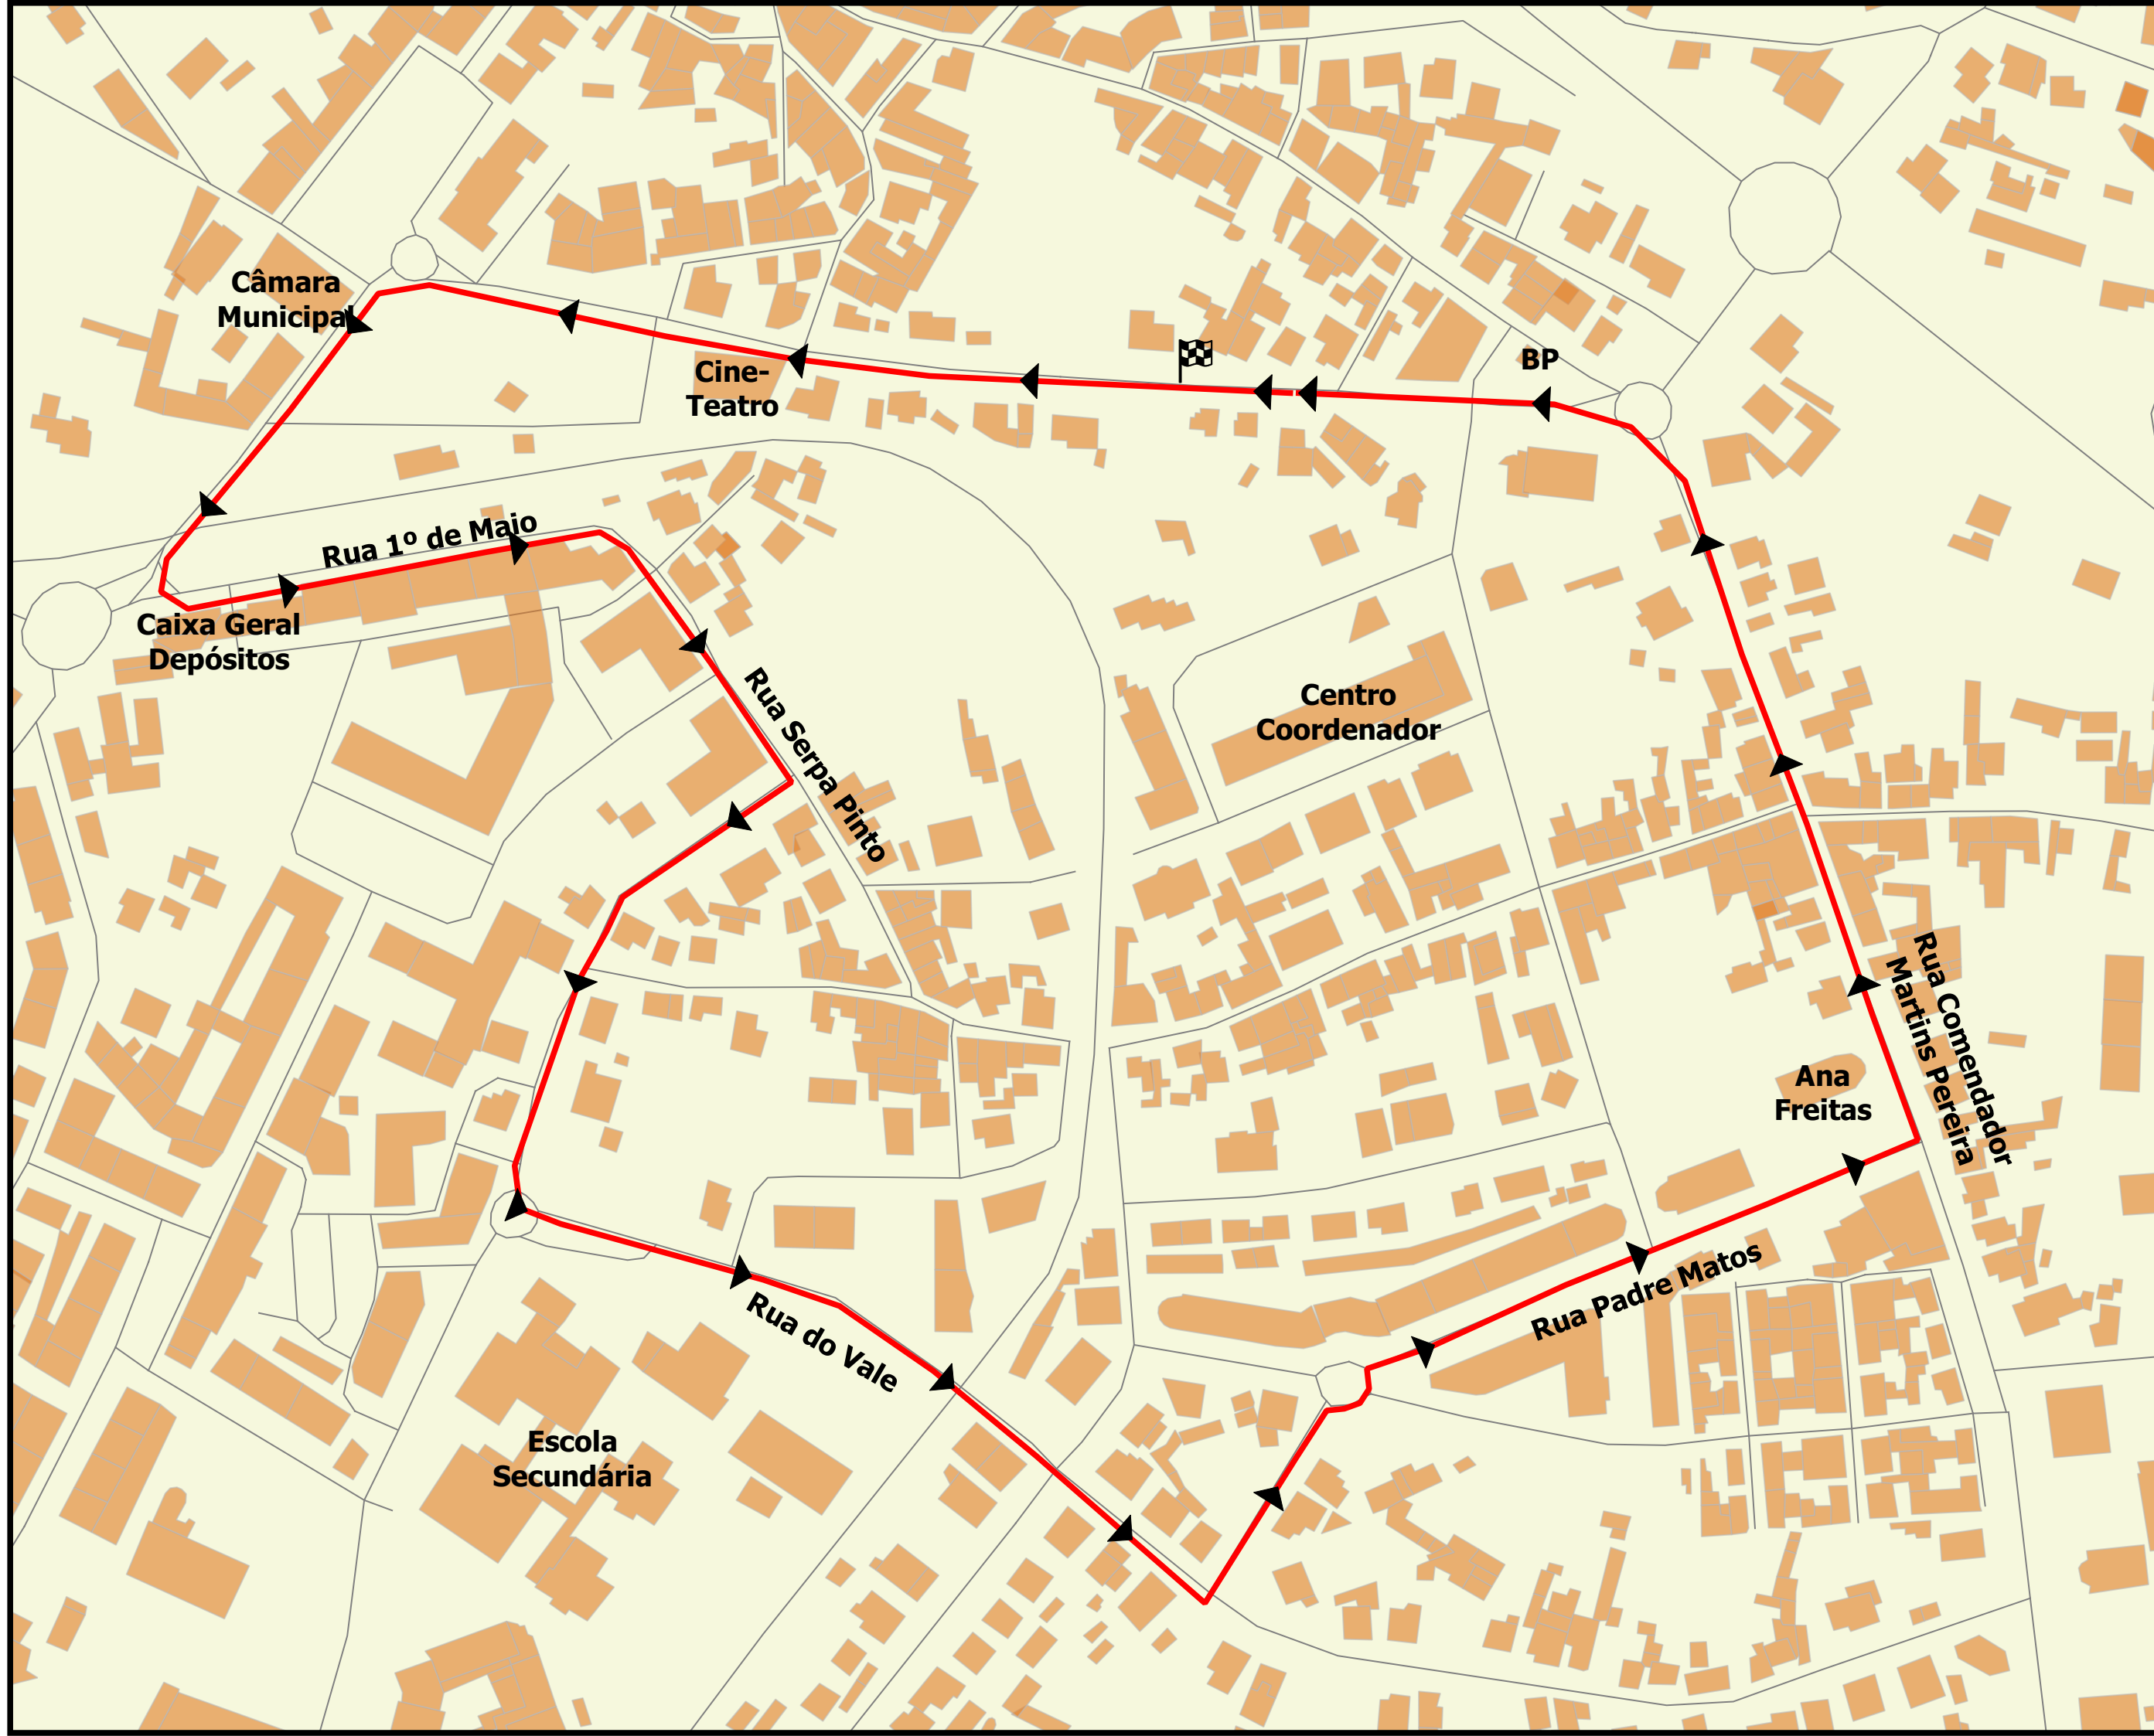 Câmara
Municipal
Cine-
Teatro
BP
Rua 1º de Maio
Caixa Geral
Depósitos
Rua Serpa Pinto
Centro
Coordenador
Rua Comendador
Martins Pereira
Ana
Freitas
Rua Padre Matos
Rua do Vale
Escola
Secundária